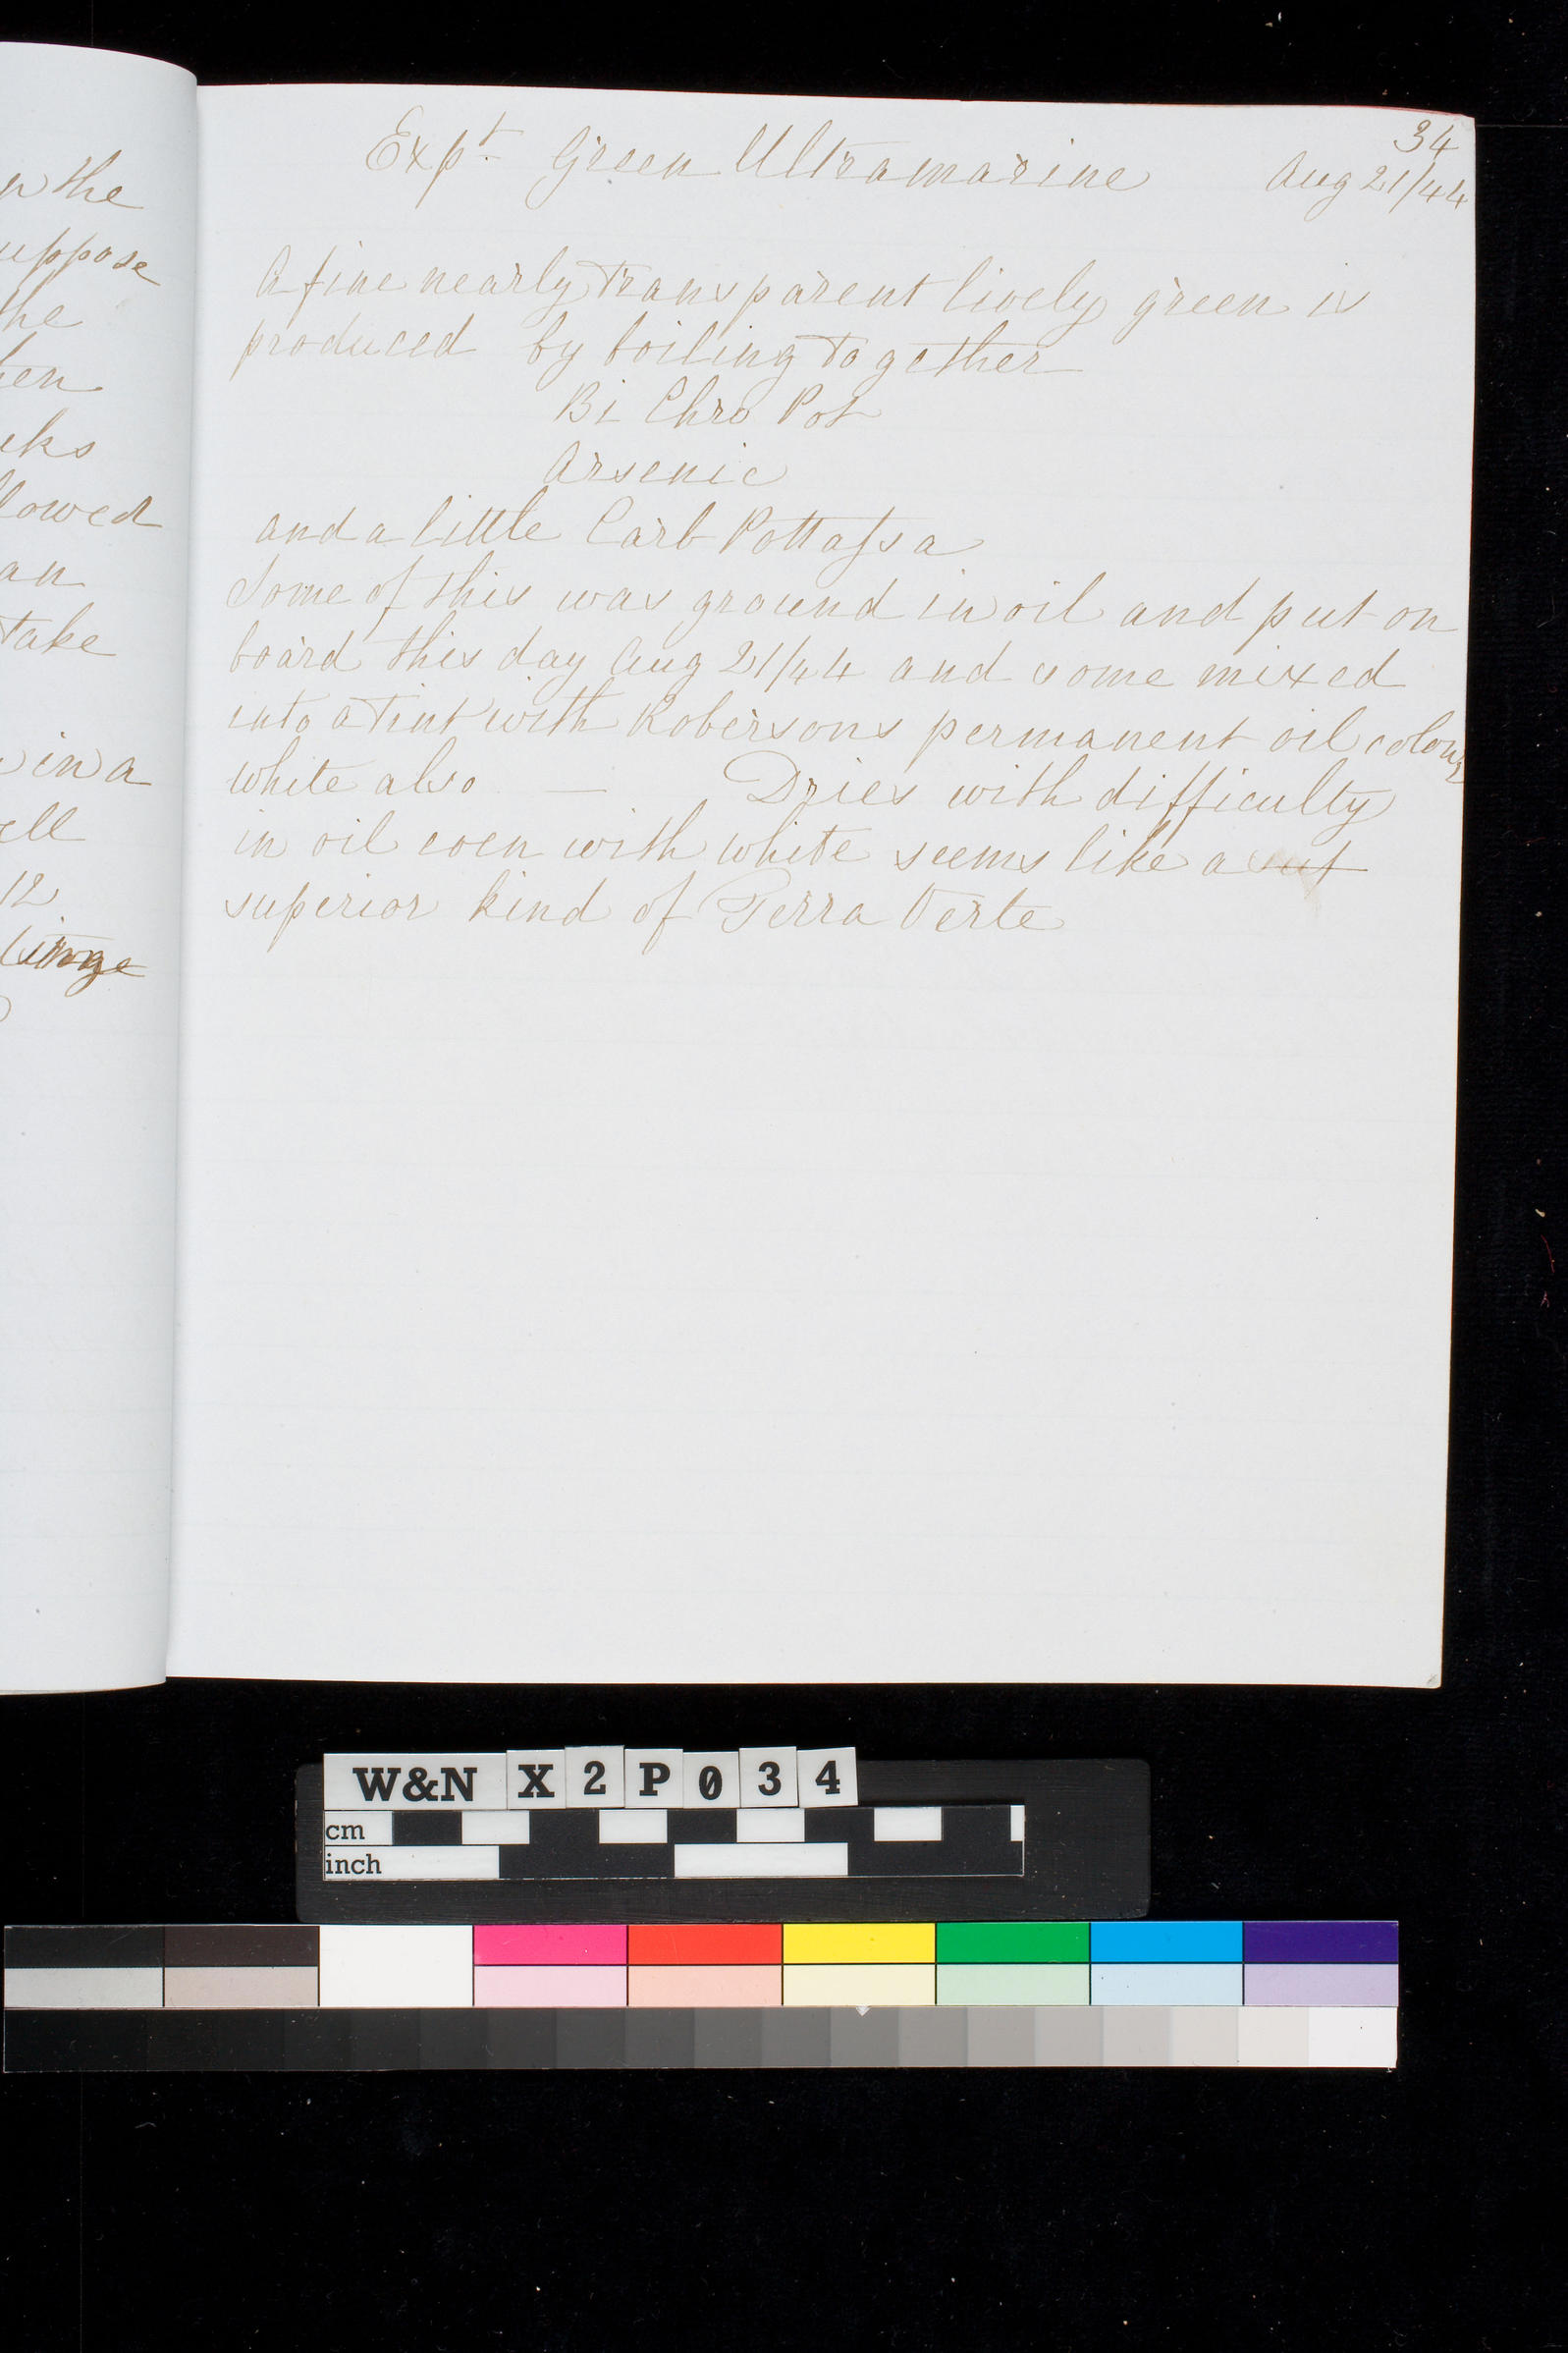 n the
uppose
he
en
eks
llowed
an
take
in a
ell
12
tinge
34
Expt. Green Ultramarine Aug 21/44
A fine nearly transparent lively green is
produced by boiling together
Bi Chro Pot
Arsenic
and a little Carb Pottassa
Some of this was ground in oil and put on
board this day Aug 21/44 and some mixed
into a tint with Robersons permanent oil colour
white also — Dries with difficulty
in oil even with white seems like a
superior kind of Terra Verte
W&N X 2 P 0 3 4
cm
inch